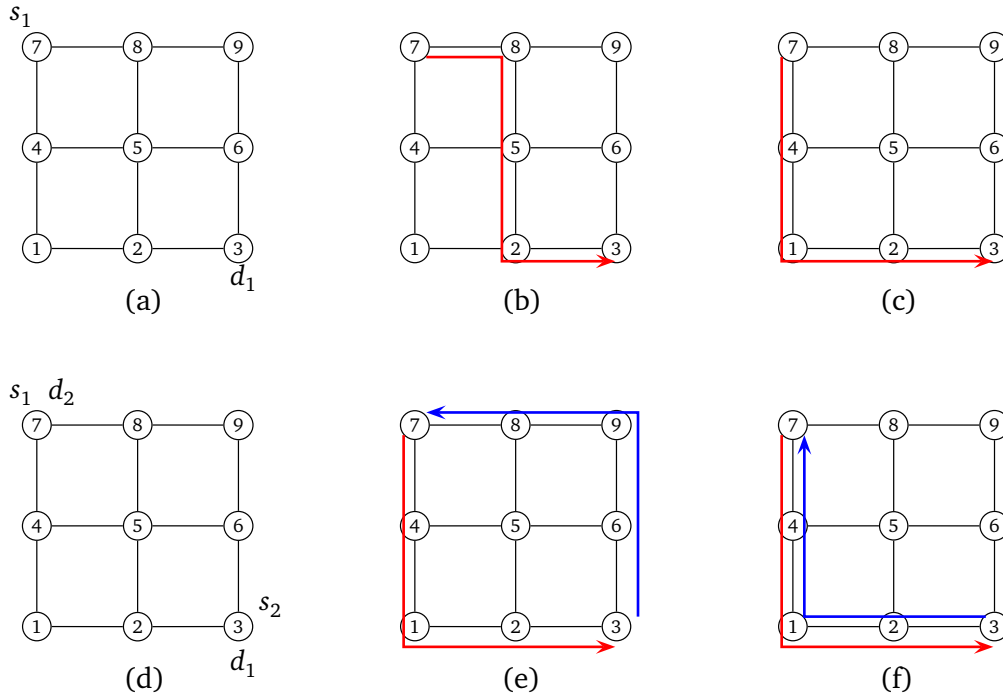 s₁
7 8 9 7 8 9 7 8 9
4 5 6 4 5 6 4 5 6
1 2 3 1 2 3 1 2 3
d₁
(a) (b) (c)
s₁ d₂
7 8 9 7 8 9 7 8 9
4 5 6 4 5 6 4 5 6
s₂
1 2 3 1 2 3 1 2 3
d₁
(d) (e) (f)